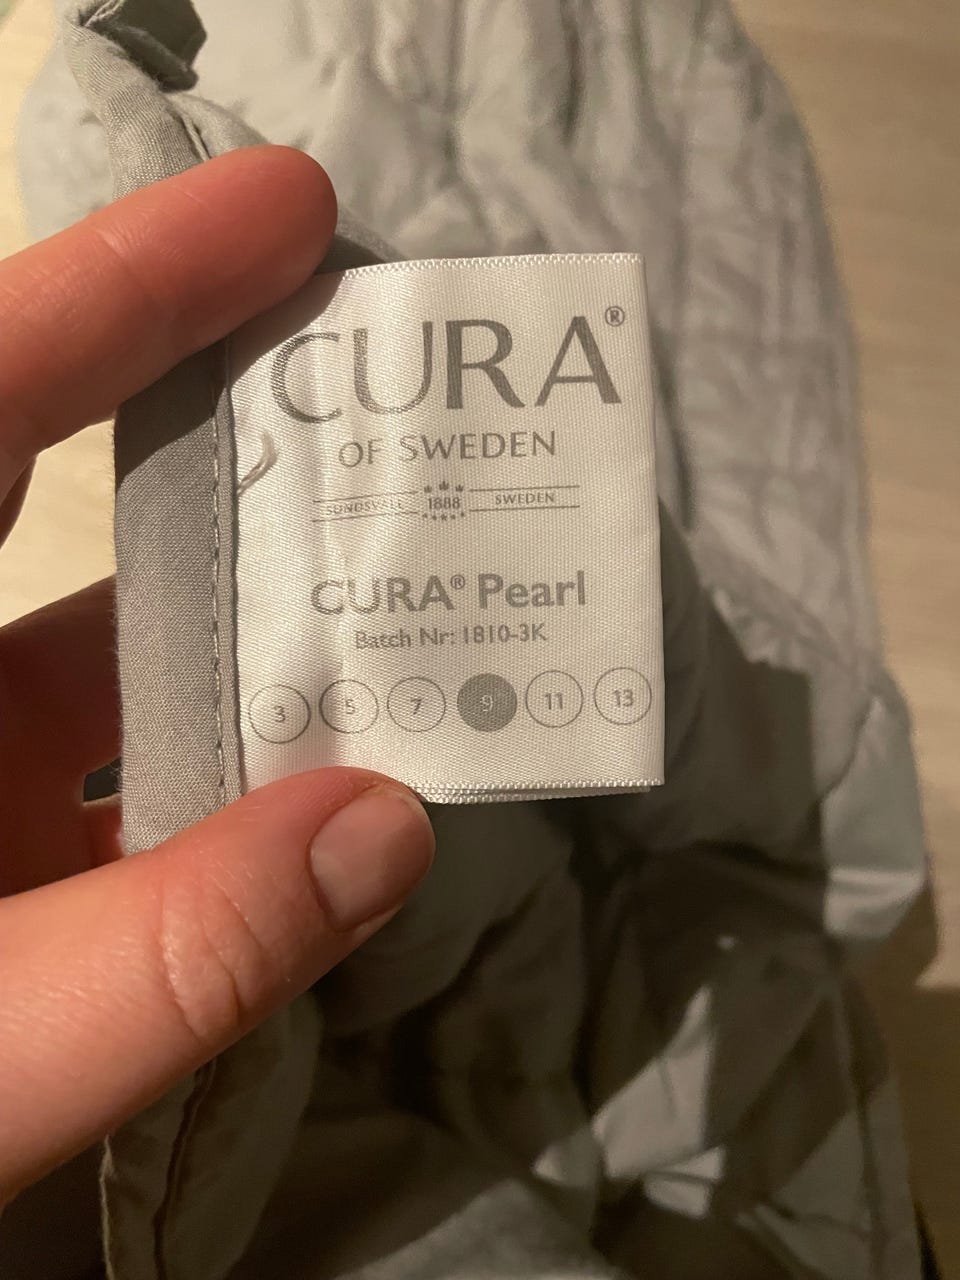 CURA®
OF SWEDEN
SUNDSVALL 1888 SWEDEN
CURA® Pearl
Batch Nr: 1810-3K
3 5 7 9 11 13